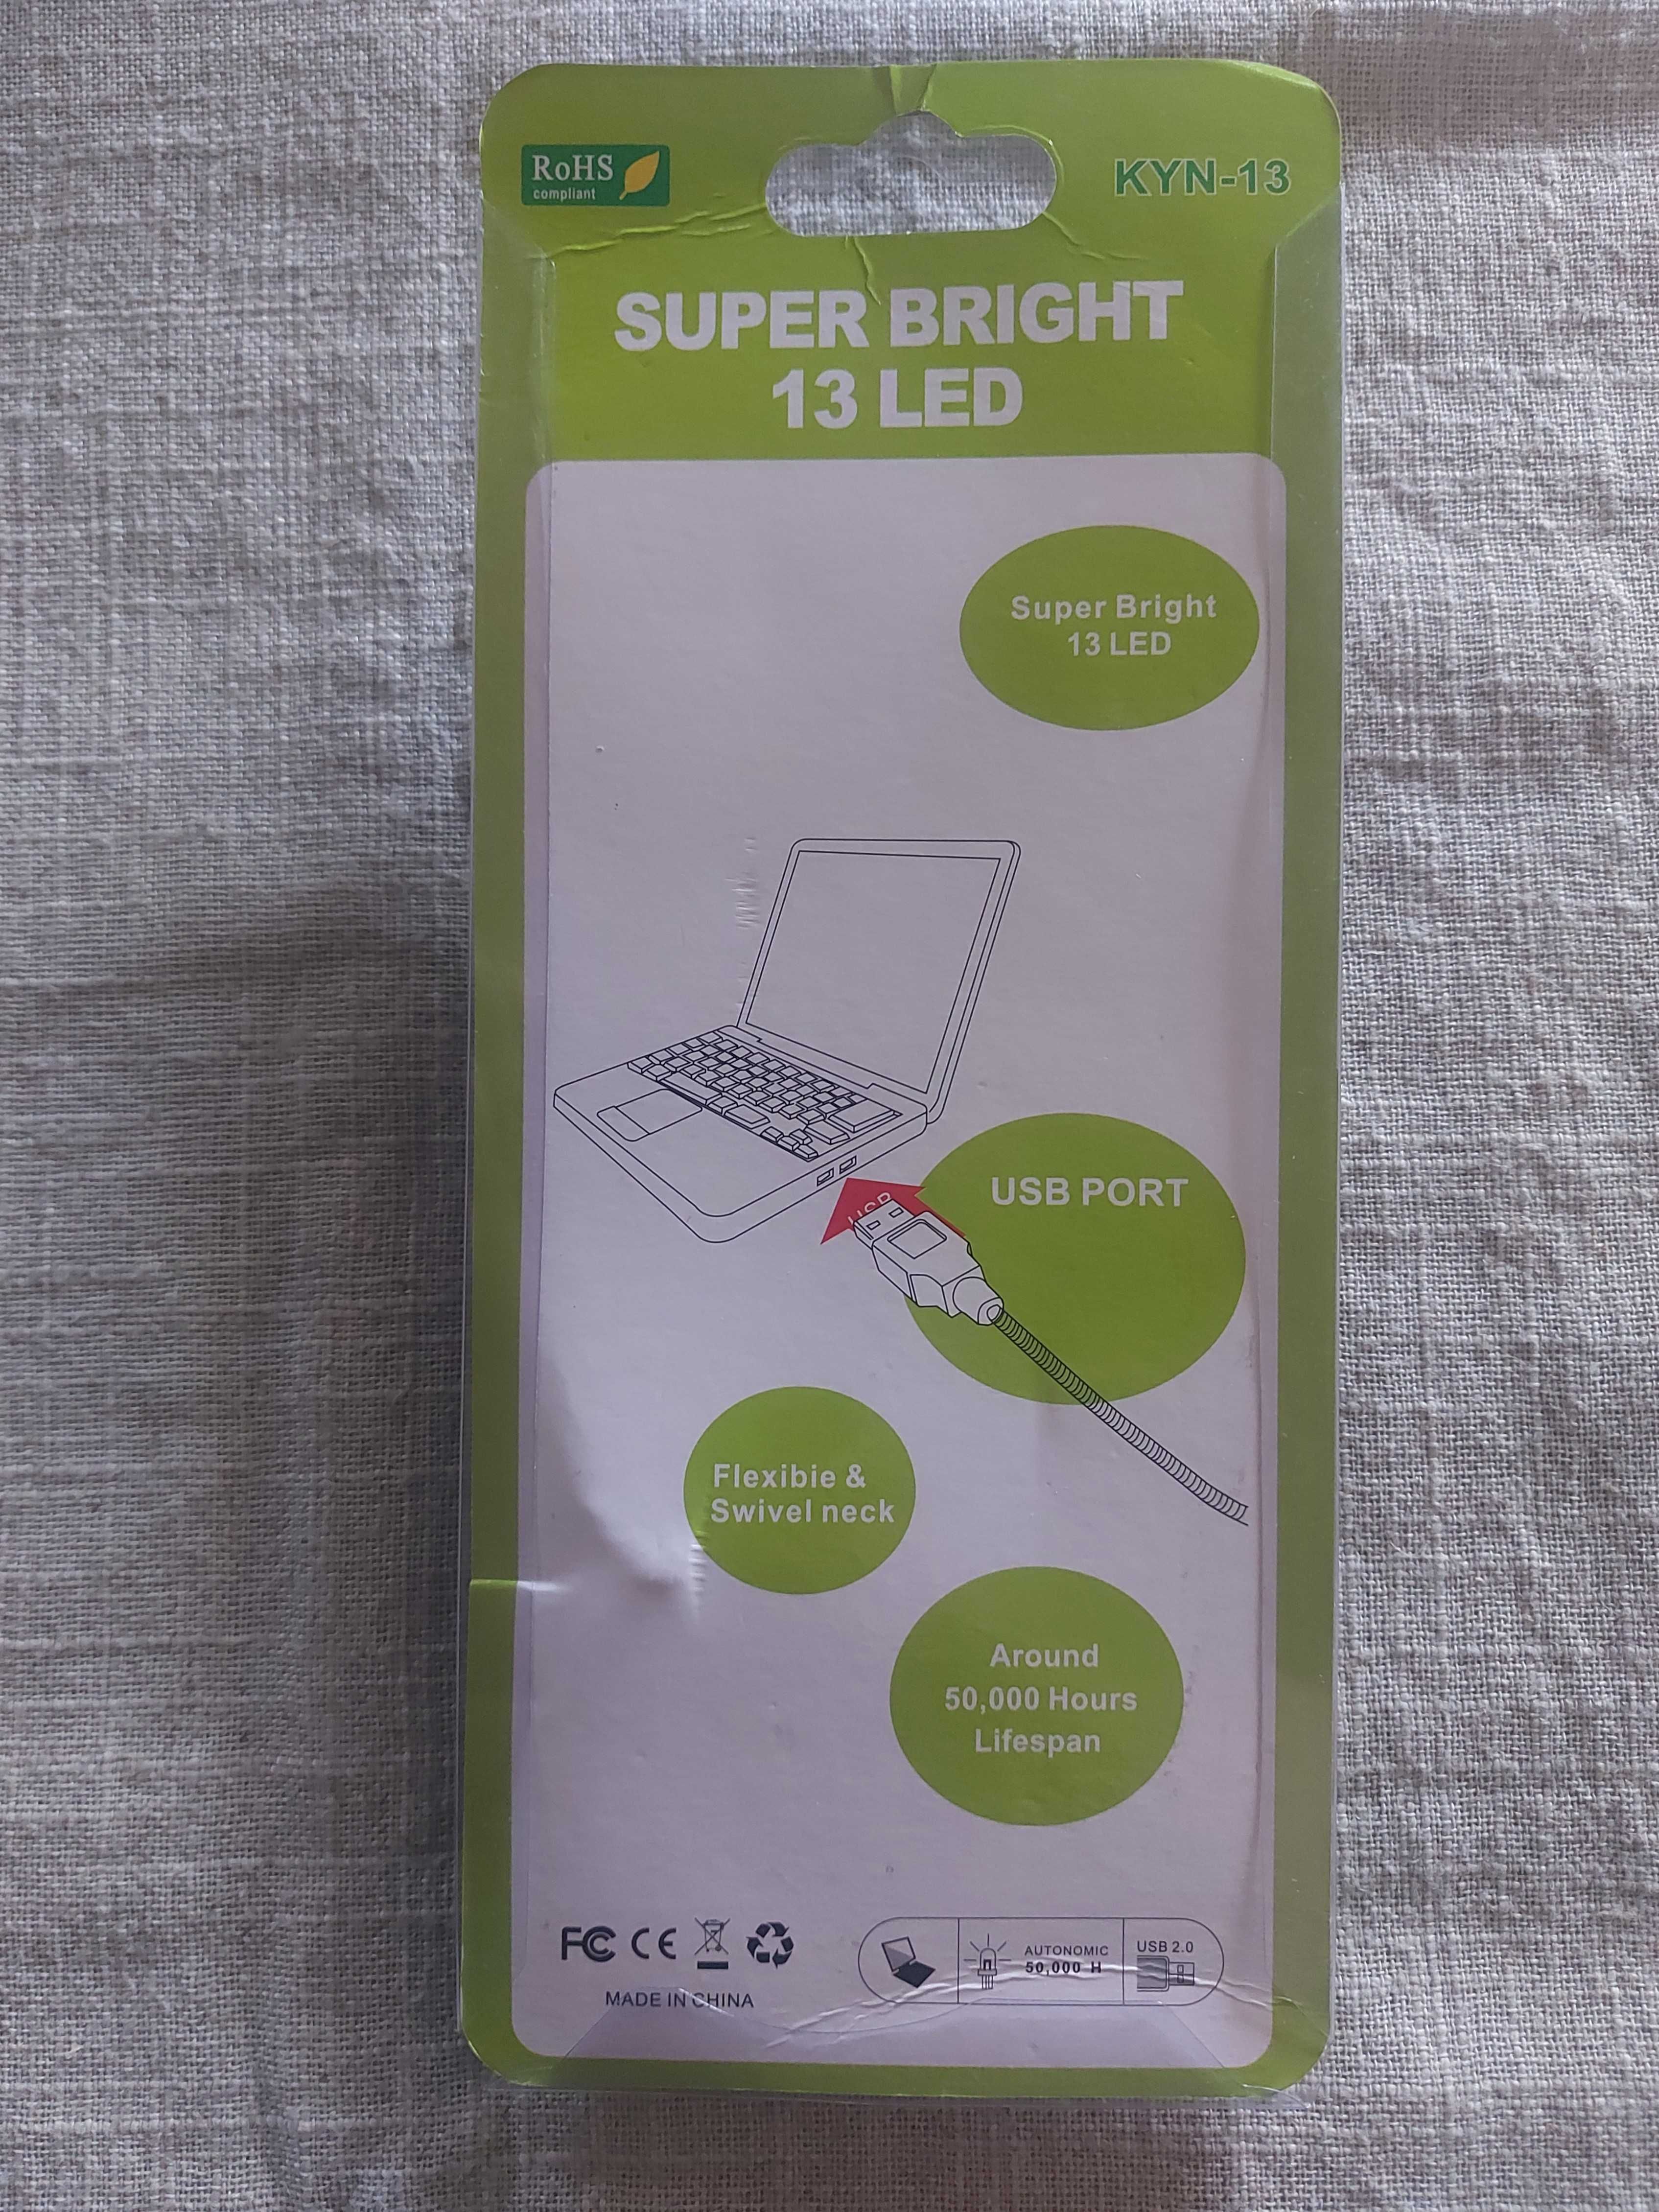 RoHS
compliant
KYN-13
SUPER BRIGHT
13 LED
Super Bright
13 LED
USB PORT
USB
Flexibie &
Swivel neck
Around
50,000 Hours
Lifespan
FC CE
MADE IN CHINA
AUTONOMIC
50,000 H
USB 2.0